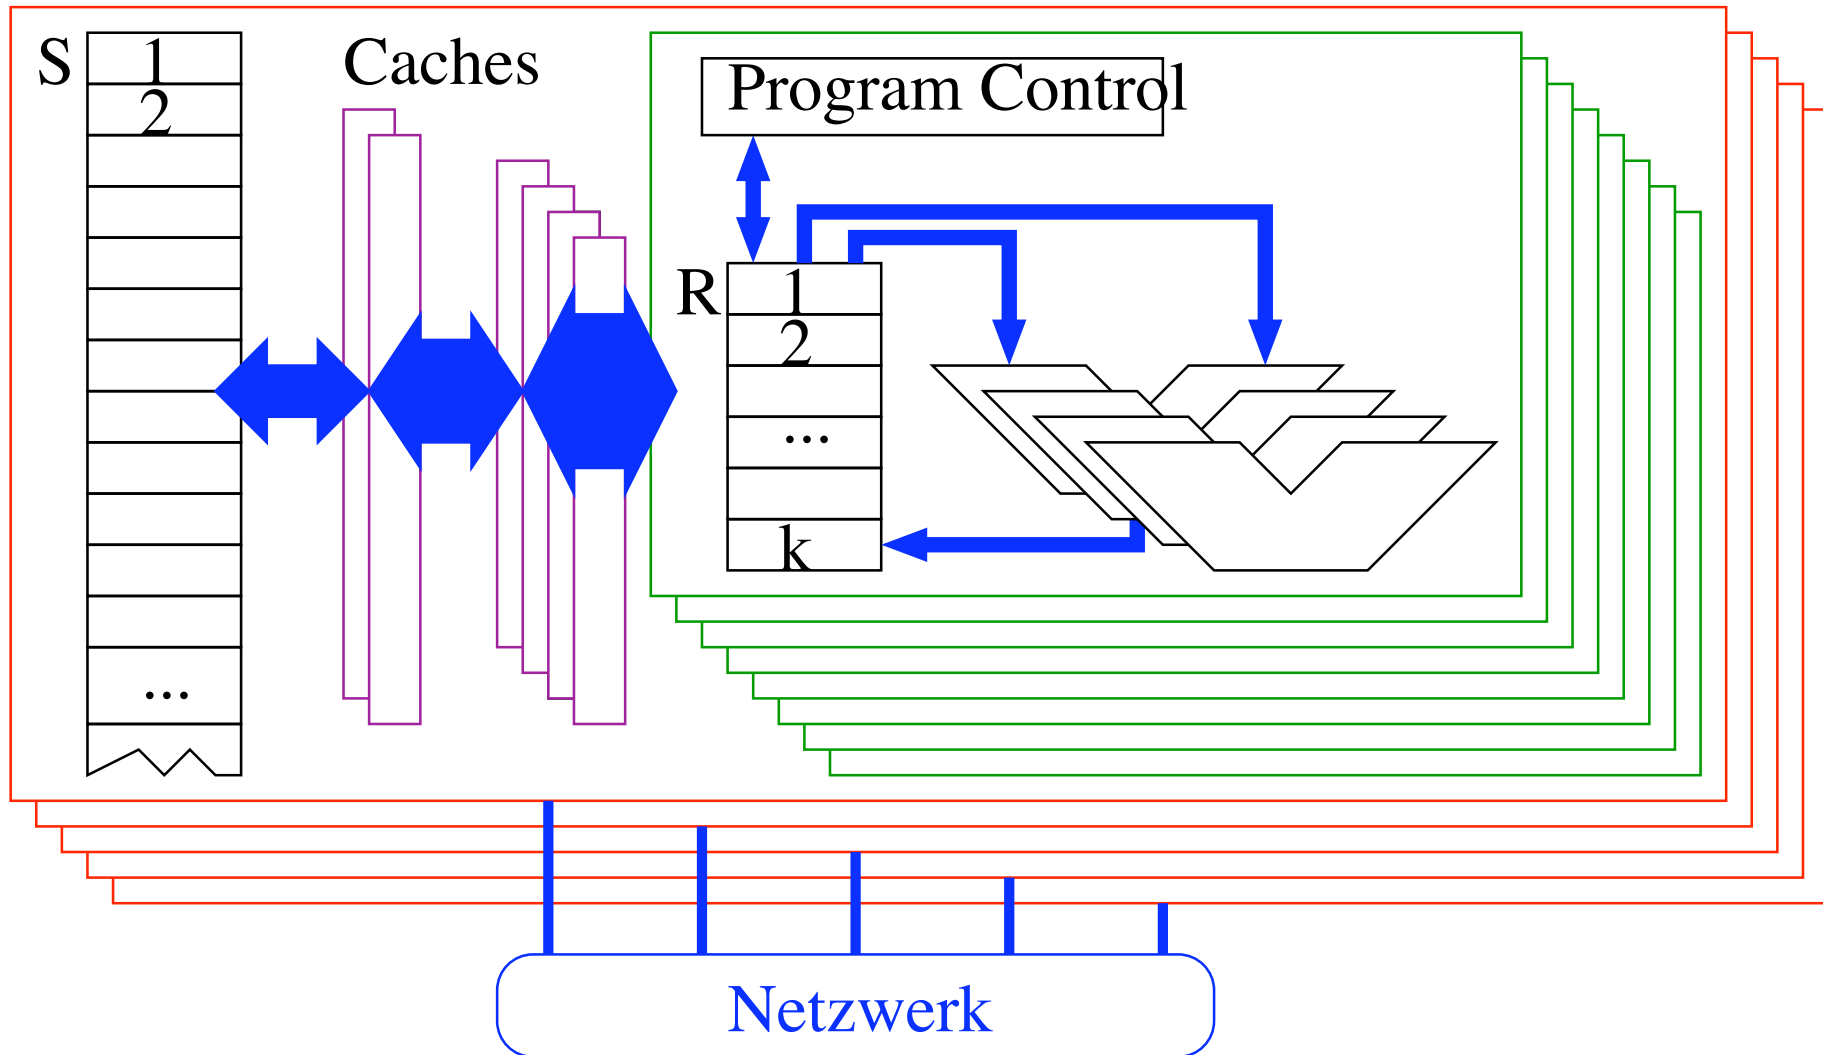 S
1
2
...
Caches
Program Control
R
1
2
...
k
Netzwerk